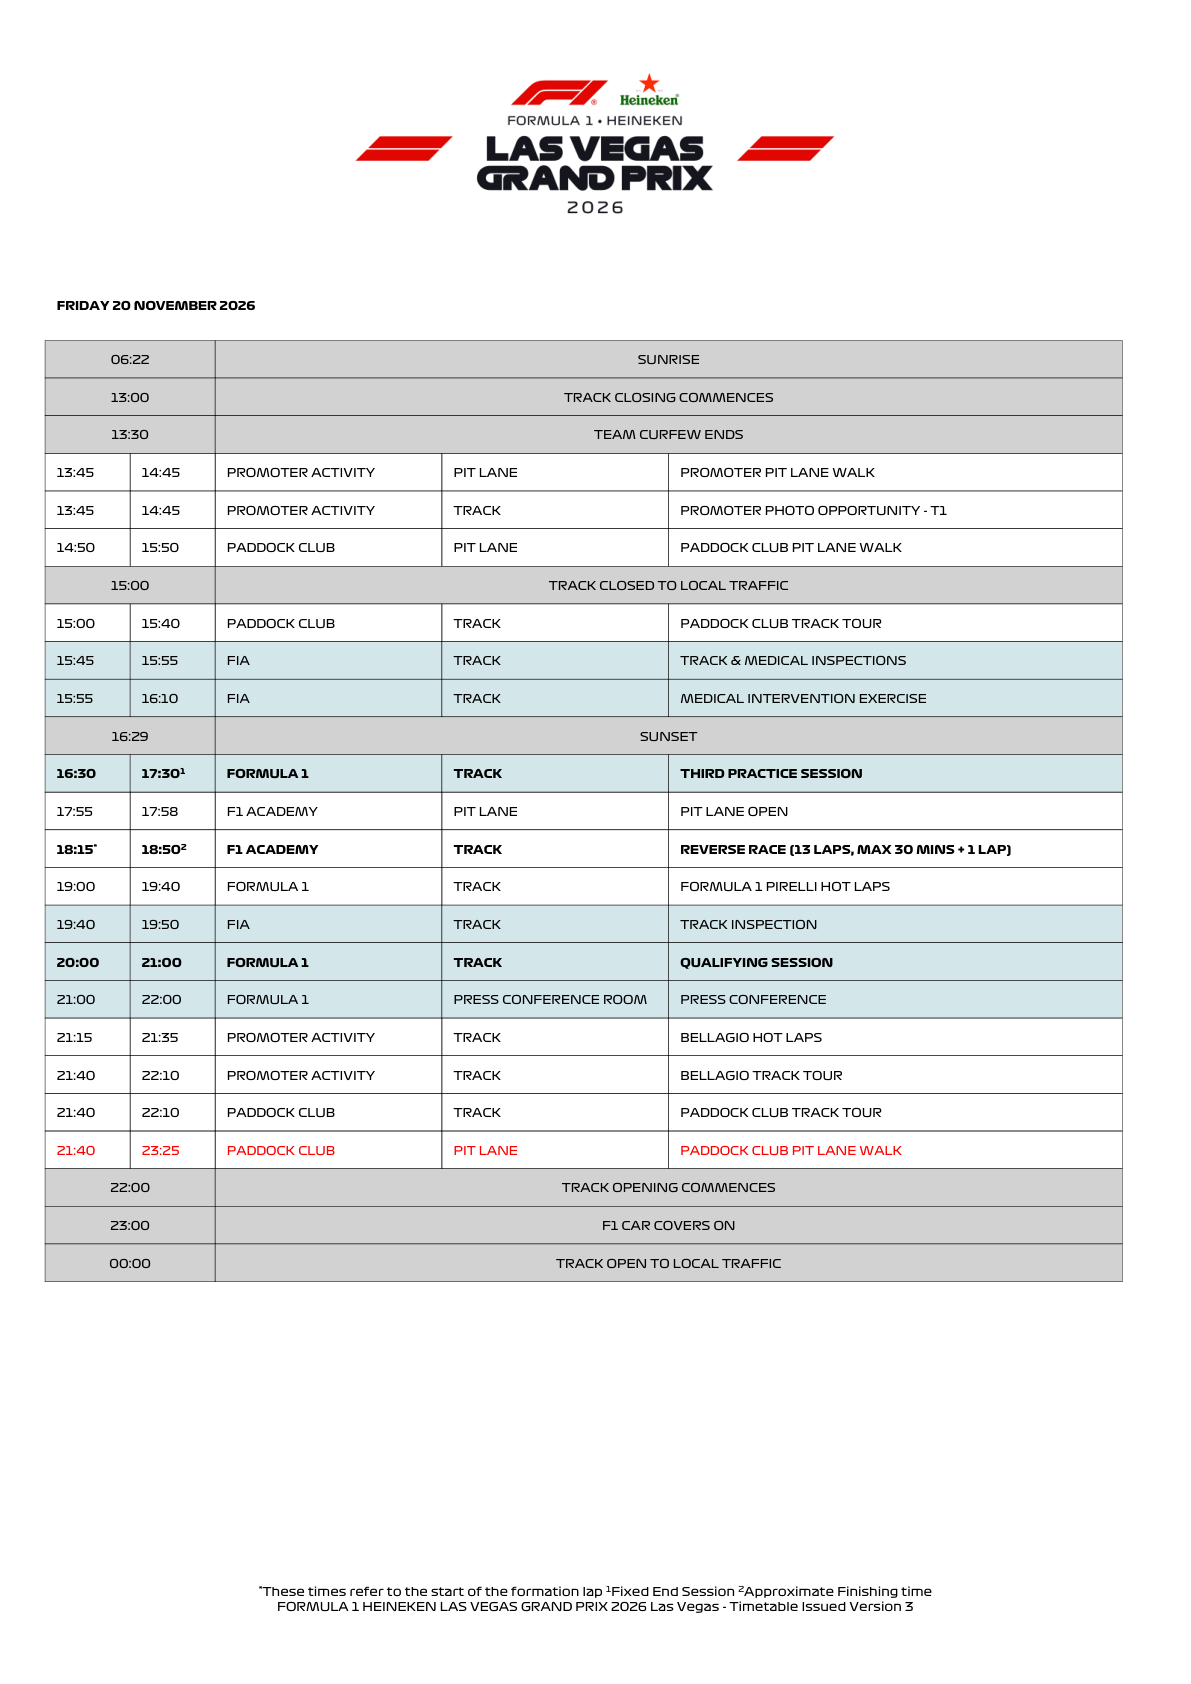 Heineken
FORMULA 1 • HEINEKEN
LAS VEGAS
GRAND PRIX
2026
FRIDAY 20 NOVEMBER 2026
06:22 SUNRISE
13:00 TRACK CLOSING COMMENCES
13:30 TEAM CURFEW ENDS
13:45 14:45 PROMOTER ACTIVITY PIT LANE PROMOTER PIT LANE WALK
13:45 14:45 PROMOTER ACTIVITY TRACK PROMOTER PHOTO OPPORTUNITY - T1
14:50 15:50 PADDOCK CLUB PIT LANE PADDOCK CLUB PIT LANE WALK
15:00 TRACK CLOSED TO LOCAL TRAFFIC
15:00 15:40 PADDOCK CLUB TRACK PADDOCK CLUB TRACK TOUR
15:45 15:55 FIA TRACK TRACK & MEDICAL INSPECTIONS
15:55 16:10 FIA TRACK MEDICAL INTERVENTION EXERCISE
16:29 SUNSET
16:30 17:30¹ FORMULA 1 TRACK THIRD PRACTICE SESSION
17:55 17:58 F1 ACADEMY PIT LANE PIT LANE OPEN
18:15* 18:50² F1 ACADEMY TRACK REVERSE RACE (13 LAPS, MAX 30 MINS + 1 LAP)
19:00 19:40 FORMULA 1 TRACK FORMULA 1 PIRELLI HOT LAPS
19:40 19:50 FIA TRACK TRACK INSPECTION
20:00 21:00 FORMULA 1 TRACK QUALIFYING SESSION
21:00 22:00 FORMULA 1 PRESS CONFERENCE ROOM PRESS CONFERENCE
21:15 21:35 PROMOTER ACTIVITY TRACK BELLAGIO HOT LAPS
21:40 22:10 PROMOTER ACTIVITY TRACK BELLAGIO TRACK TOUR
21:40 22:10 PADDOCK CLUB TRACK PADDOCK CLUB TRACK TOUR
21:40 23:25 PADDOCK CLUB PIT LANE PADDOCK CLUB PIT LANE WALK
22:00 TRACK OPENING COMMENCES
23:00 F1 CAR COVERS ON
00:00 TRACK OPEN TO LOCAL TRAFFIC
*These times refer to the start of the formation lap ¹Fixed End Session ²Approximate Finishing time
FORMULA 1 HEINEKEN LAS VEGAS GRAND PRIX 2026 Las Vegas - Timetable Issued Version 3